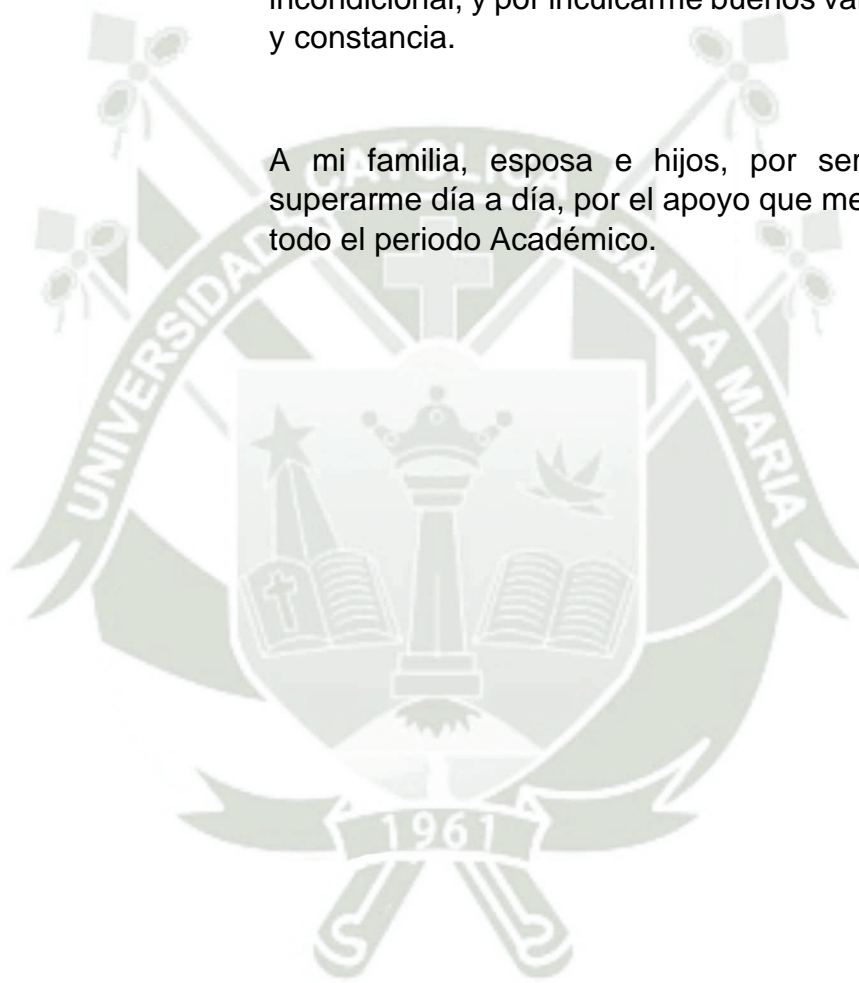 incondicional, y por inculcarme buenos
y constancia.
A mi familia, esposa e hijos, por ser
superarme día a día, por el apoyo que me
todo el periodo Académico.
UNIVERSIDAD CATOLICA SANTA MARIA
1961